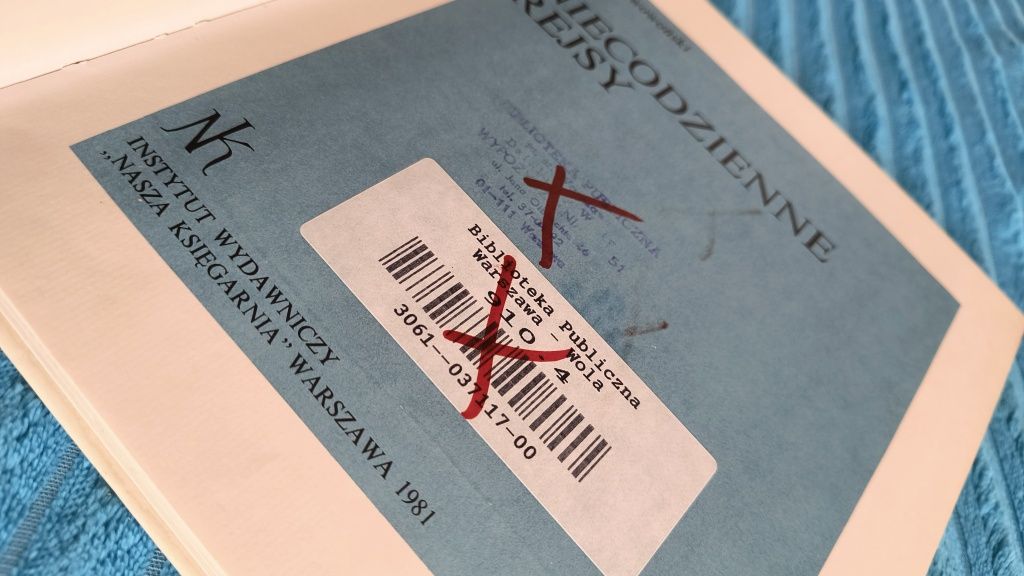 NIECODZIENNE
REJSY
Biblioteka Publiczna
Warszawa - Wola
910.4
3061--037117-00
NK
INSTYTUT WYDAWNICZY
„NASZA KSIĘGARNIA” WARSZAWA 1981